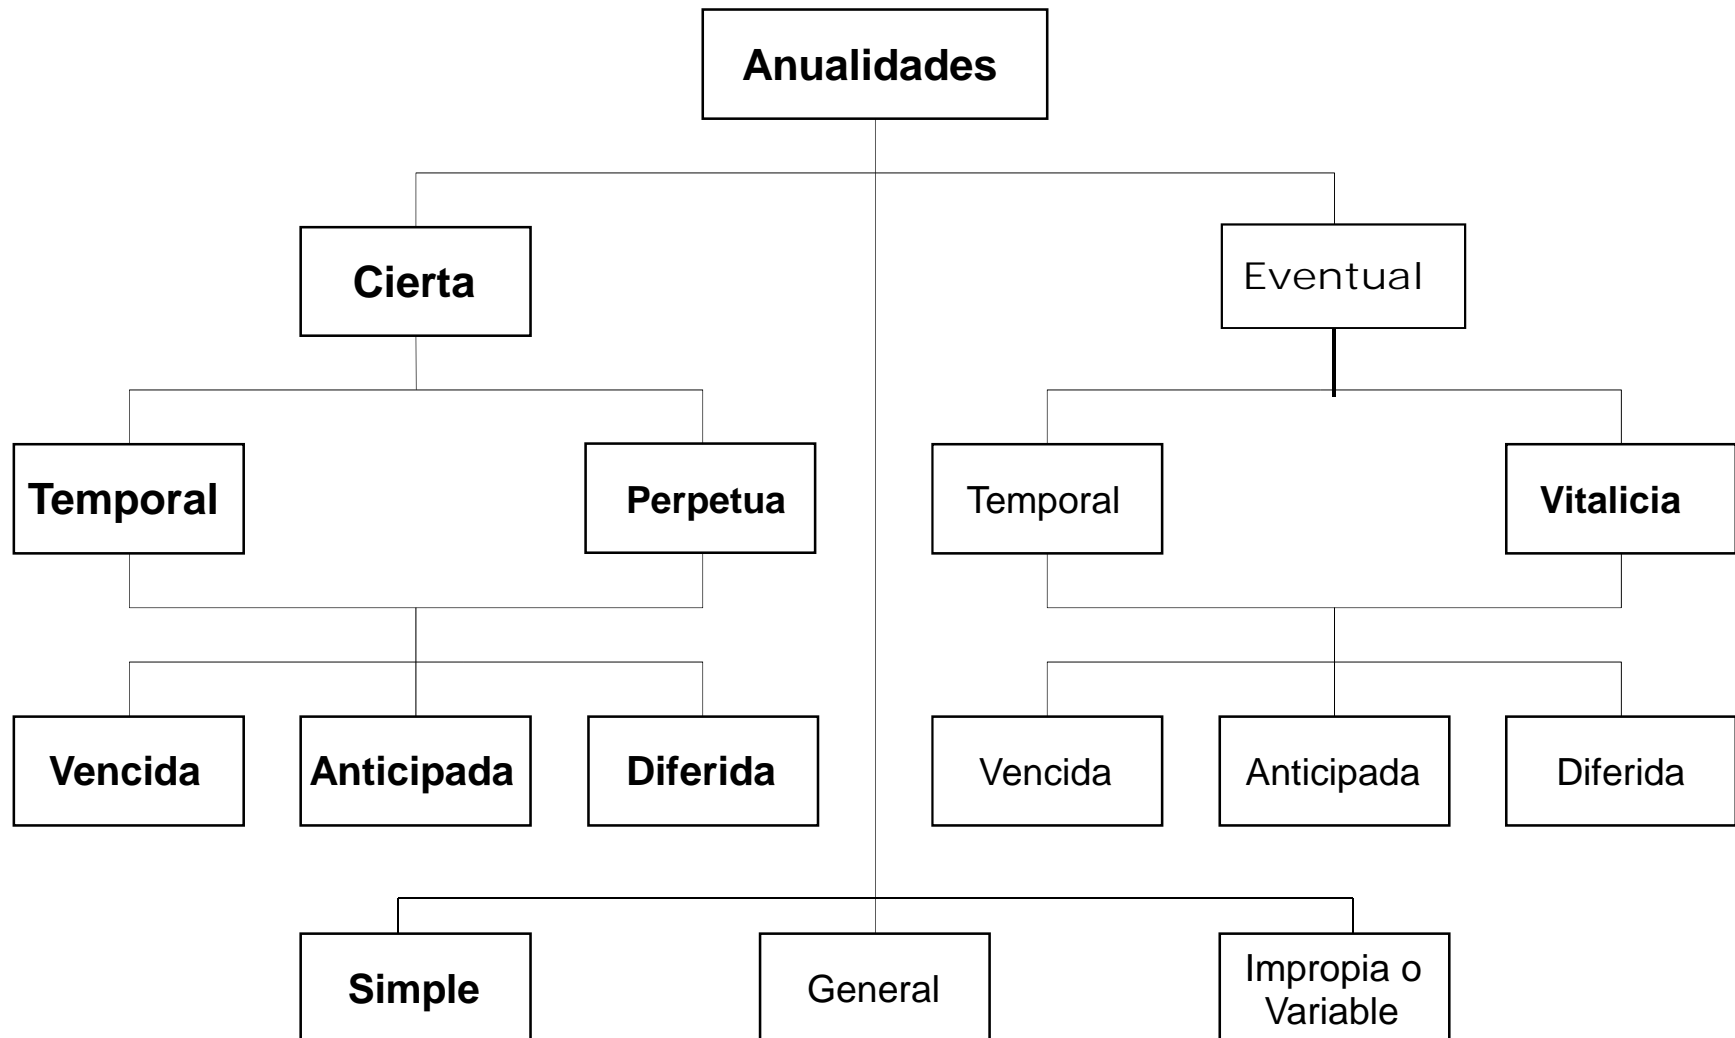 Anualidades
Cierta
Eventual
Temporal
Perpetua
Temporal
Vitalicia
Vencida
Anticipada
Diferida
Vencida
Anticipada
Diferida
Simple
General
Impropia o
Variable